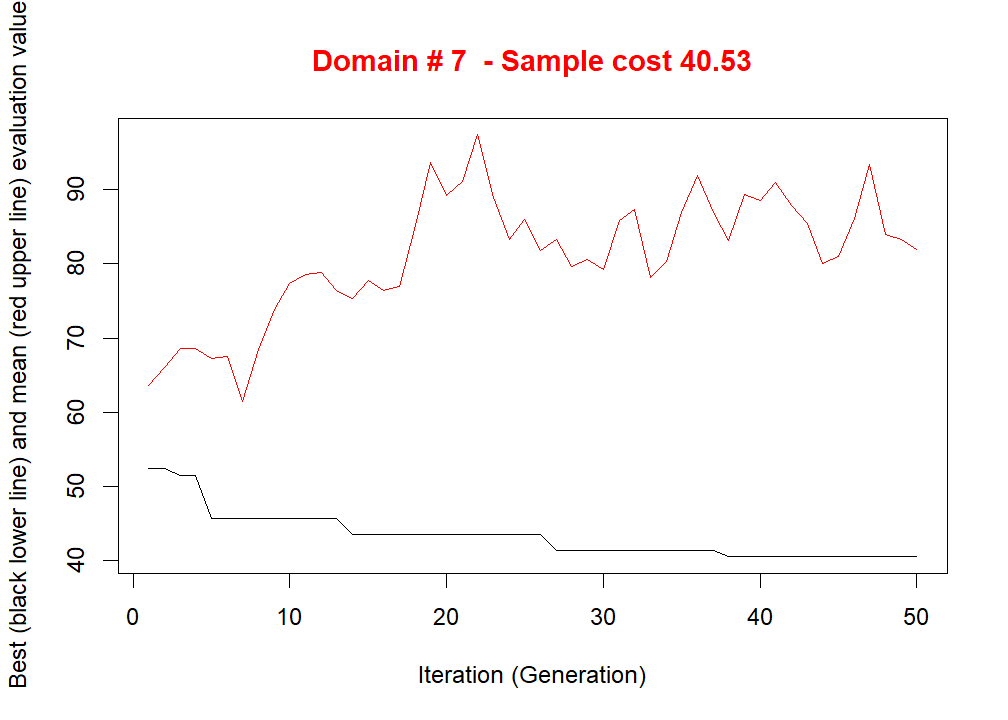 Domain # 7  - Sample cost 40.53
Best (black lower line) and mean (red upper line) evaluation value
90
80
70
60
50
40
0 10 20 30 40 50
Iteration (Generation)